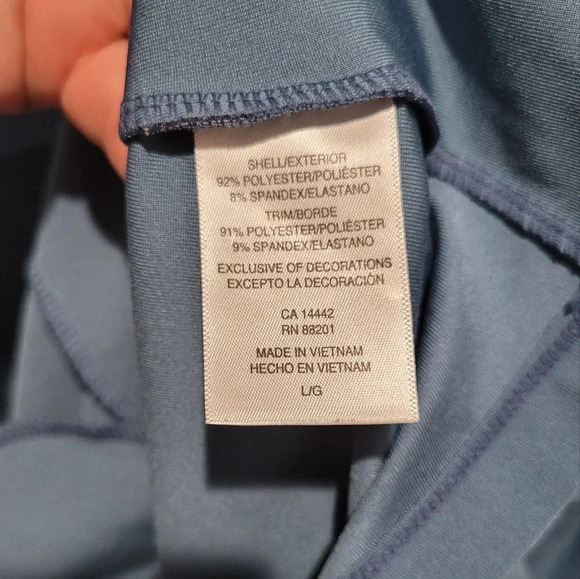 SHELL/EXTERIOR
92% POLYESTER/POLIÉSTER
8% SPANDEX/ELASTANO
TRIM/BORDE
91% POLYESTER/POLIÉSTER
9% SPANDEX/ELASTANO
EXCLUSIVE OF DECORATIONS
EXCEPTO LA DECORACIÓN
CA 14442
RN 88201
MADE IN VIETNAM
HECHO EN VIETNAM
L/G